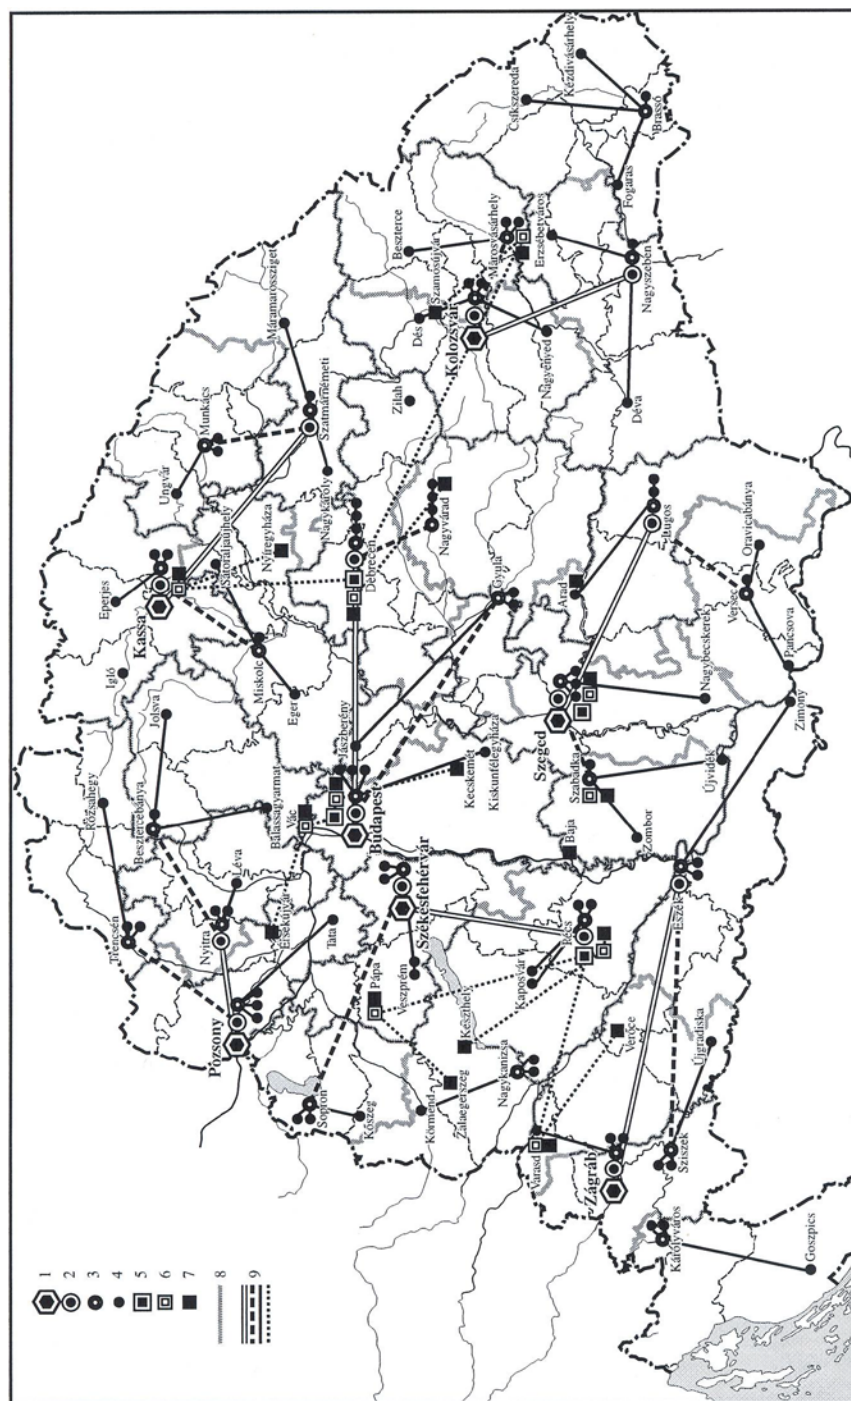 1
2
3
4
5
6
7
8
9
Rózsahegy
Eperjes
Igló
Trencsén
Besztercebánya
Kassa
Jolsva
Ungvár
Nyitra
Munkács
Pozsony
Sátoraljaújhely
Léva
Miskolc
Nyíregyháza
Máramarossziget
Balassagyarmat
Érsekújvár
Vác
Eger
Sopron
Szatmárnémeti
Tata
Nagykároly
Jászberény
Kőszeg
Debrecen
Pápa
Budapest
Beszterce
Zilah
Veszprém
Dés
Székesfehérvár
Körmend
Szamosújvár
Nagyvárad
Kolozsvár
Zalaegerszeg
Keszthely
Kecskemét
Kiskunfélegyháza
Marosvásárhely
Gyula
Nagykanizsa
Csíkszereda
Kaposvár
Varasd
Szeged
Erzsébetváros
Nagyenyed
Arad
Pécs
Baja
Kézdivásárhely
Szabadka
Zágráb
Verőce
Fogaras
Déva
Zombor
Nagyszeben
Eszék
Brassó
Lugos
Károlyváros
Sziszek
Nagybecskerek
Újvidék
Újgradiska
Versec
Oravicabánya
Pancsova
Zimony
Goszpics